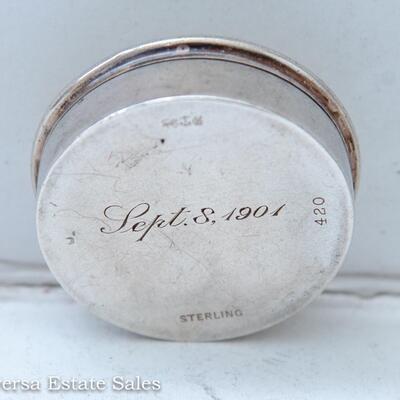 Sept. 8, 1901
420
STERLING
ersa Estate Sales